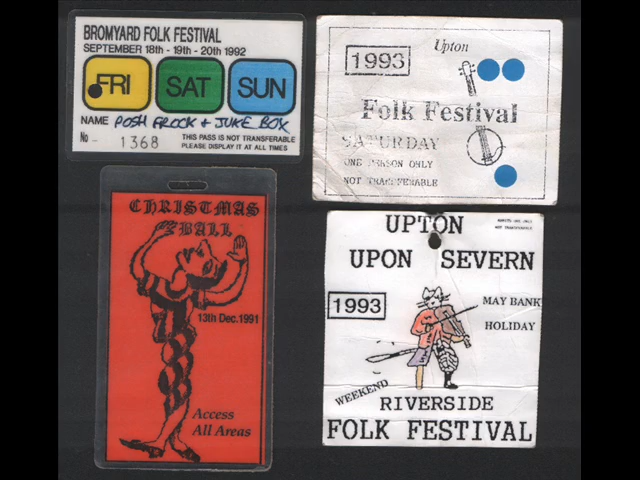 BROMYARD FOLK FESTIVAL
SEPTEMBER 18th - 19th - 20th 1992
FRI SAT SUN
NAME POSH FROCK + JUKE BOX
No - 1368
THIS PASS IS NOT TRANSFERABLE
PLEASE DISPLAY IT AT ALL TIMES
Upton
1993
Folk Festival
SATURDAY
ONE PERSON ONLY
NOT TRANSFERABLE
CHRISTMAS
BALL
13th Dec. 1991
Access
All Areas
UPTON
UPON SEVERN
NOT TRANSFERABLE
1993
MAY BANK
HOLIDAY
WEEKEND
RIVERSIDE
FOLK FESTIVAL